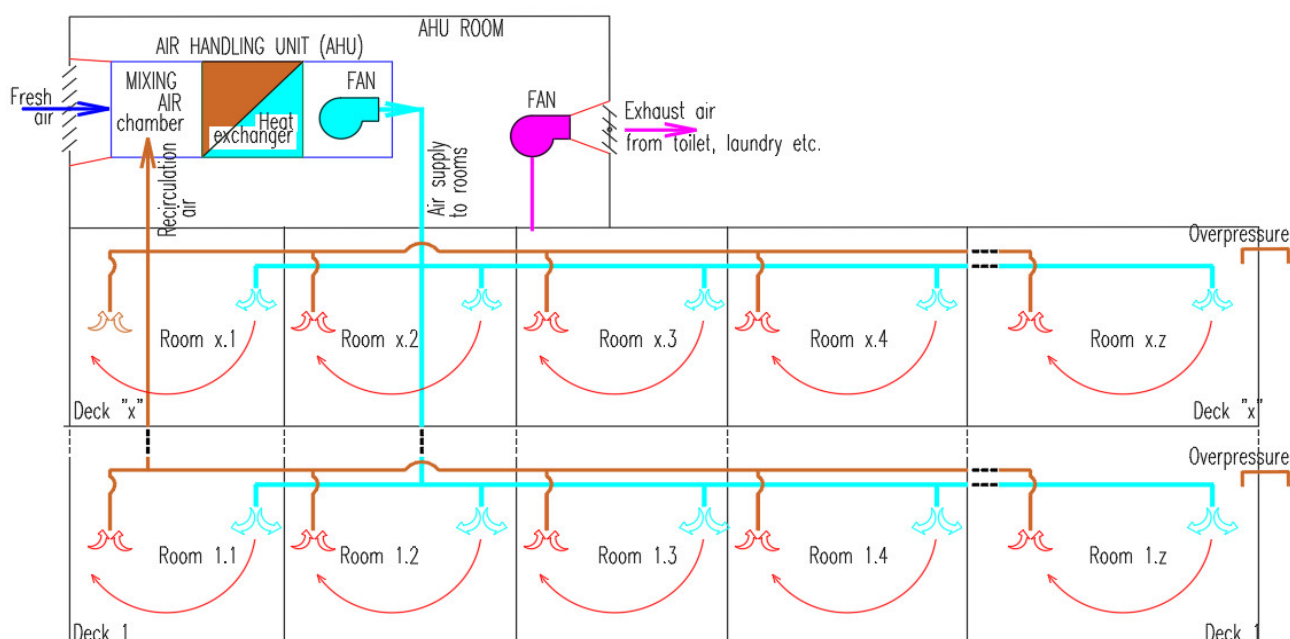 AHU ROOM
AIR HANDLING UNIT (AHU)
MIXING
AIR
chamber
Heat
exchanger
FAN
FAN
Fresh
air
Exhaust air
from toilet, laundry etc.
Recirculation
air
Air supply
to rooms
Overpressure
Room x.1
Room x.2
Room x.3
Room x.4
Room x.z
Deck "x"
Deck "x"
Overpressure
Room 1.1
Room 1.2
Room 1.3
Room 1.4
Room 1.z
Deck 1
Deck 1